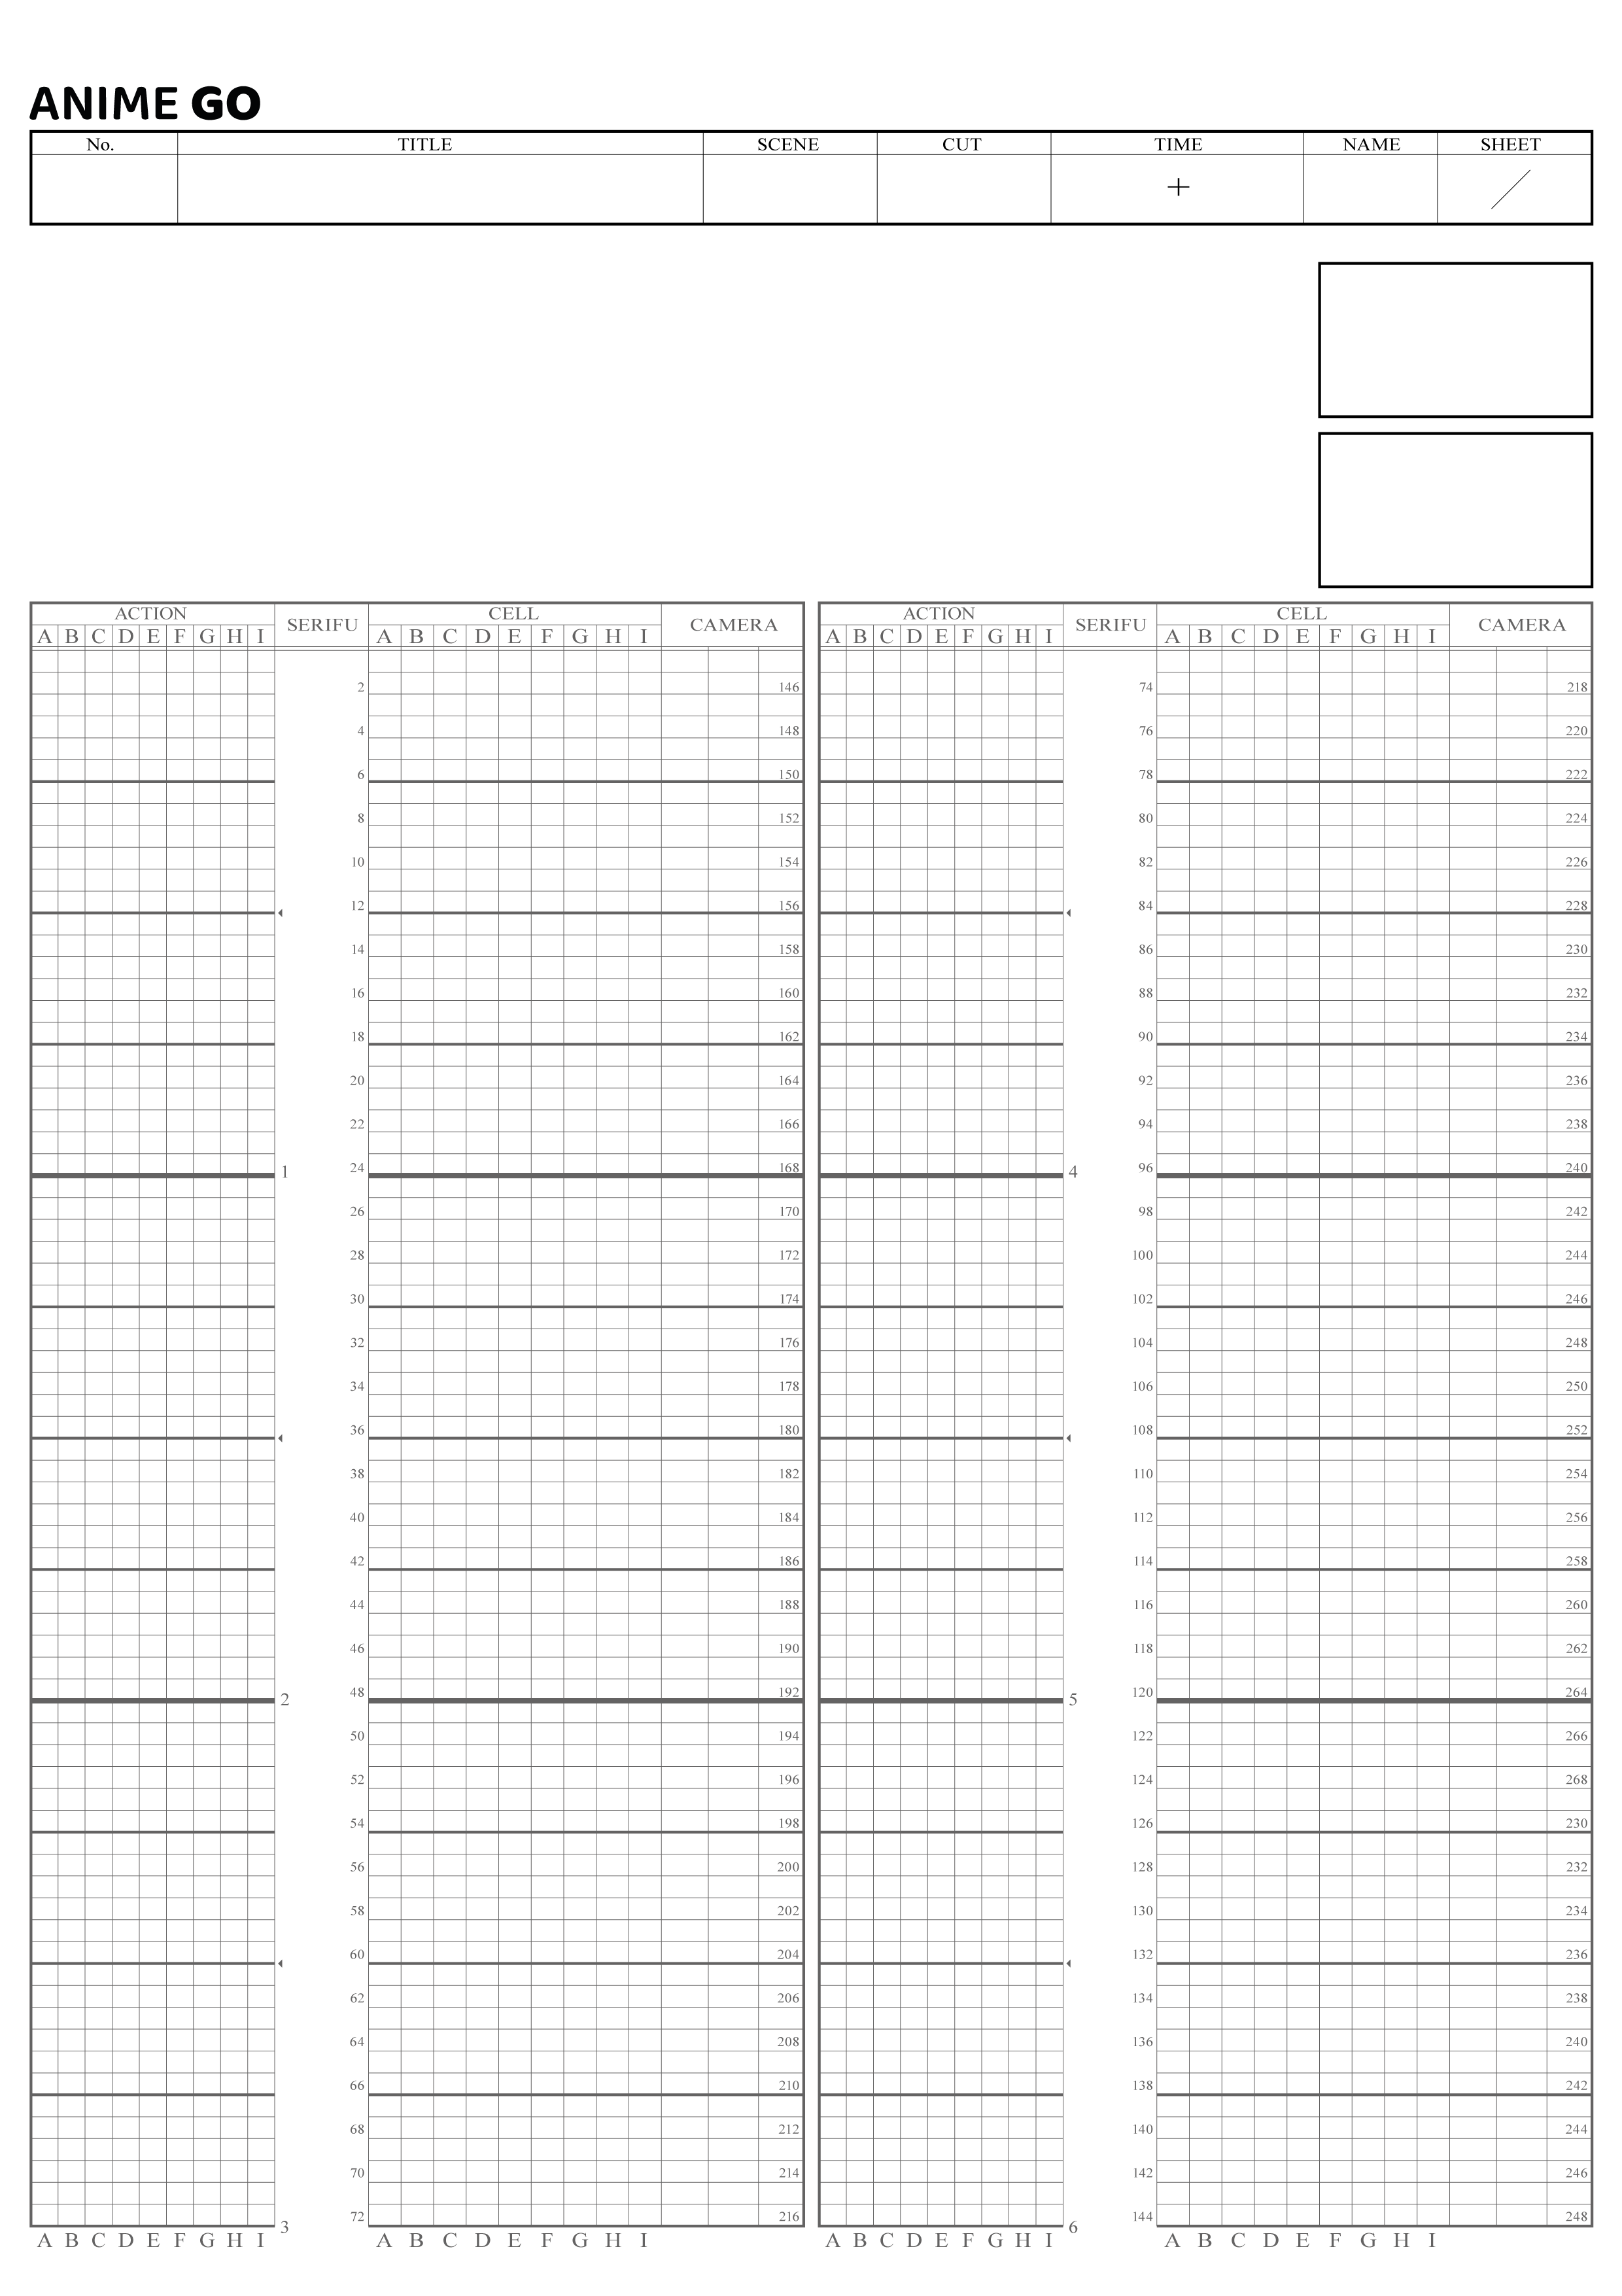 ANIME GO
No. TITLE SCENE CUT TIME NAME SHEET
+ /
ACTION SERIFU CELL CAMERA ACTION SERIFU CELL CAMERA
A B C D E F G H I A B C D E F G H I A B C D E F G H I A B C D E F G H I
2 146 74 218
4 148 76 220
6 150 78 222
8 152 80 224
10 154 82 226
12 156 84 228
14 158 86 230
16 160 88 232
18 162 90 234
20 164 92 236
22 166 94 238
1 24 168 4 96 240
26 170 98 242
28 172 100 244
30 174 102 246
32 176 104 248
34 178 106 250
36 180 108 252
38 182 110 254
40 184 112 256
42 186 114 258
44 188 116 260
46 190 118 262
2 48 192 5 120 264
50 194 122 266
52 196 124 268
54 198 126 230
56 200 128 232
58 202 130 234
60 204 132 236
62 206 134 238
64 208 136 240
66 210 138 242
68 212 140 244
70 214 142 246
3 72 216 6 144 248
A B C D E F G H I A B C D E F G H I A B C D E F G H I A B C D E F G H I